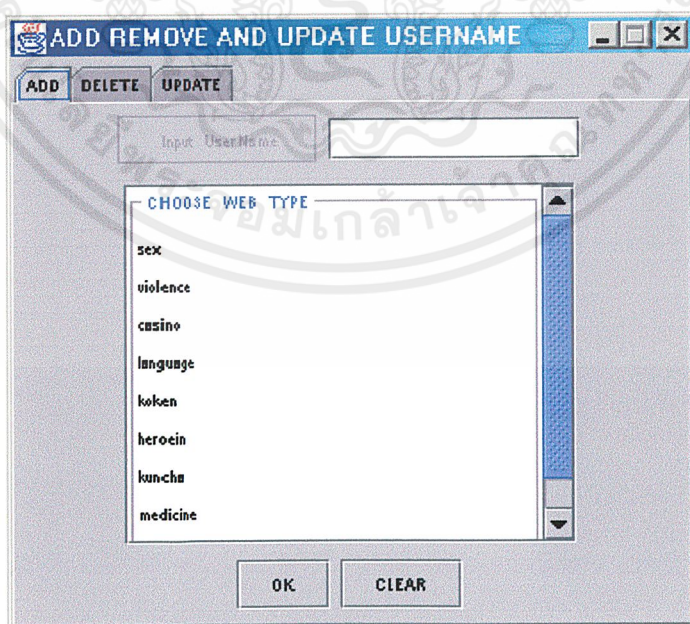 ADD REMOVE AND UPDATE USERNAME
ADD DELETE UPDATE
Input UserName
CHOOSE WEB TYPE
sex
violence
casino
language
koken
heroein
kuncha
medicine
OK CLEAR